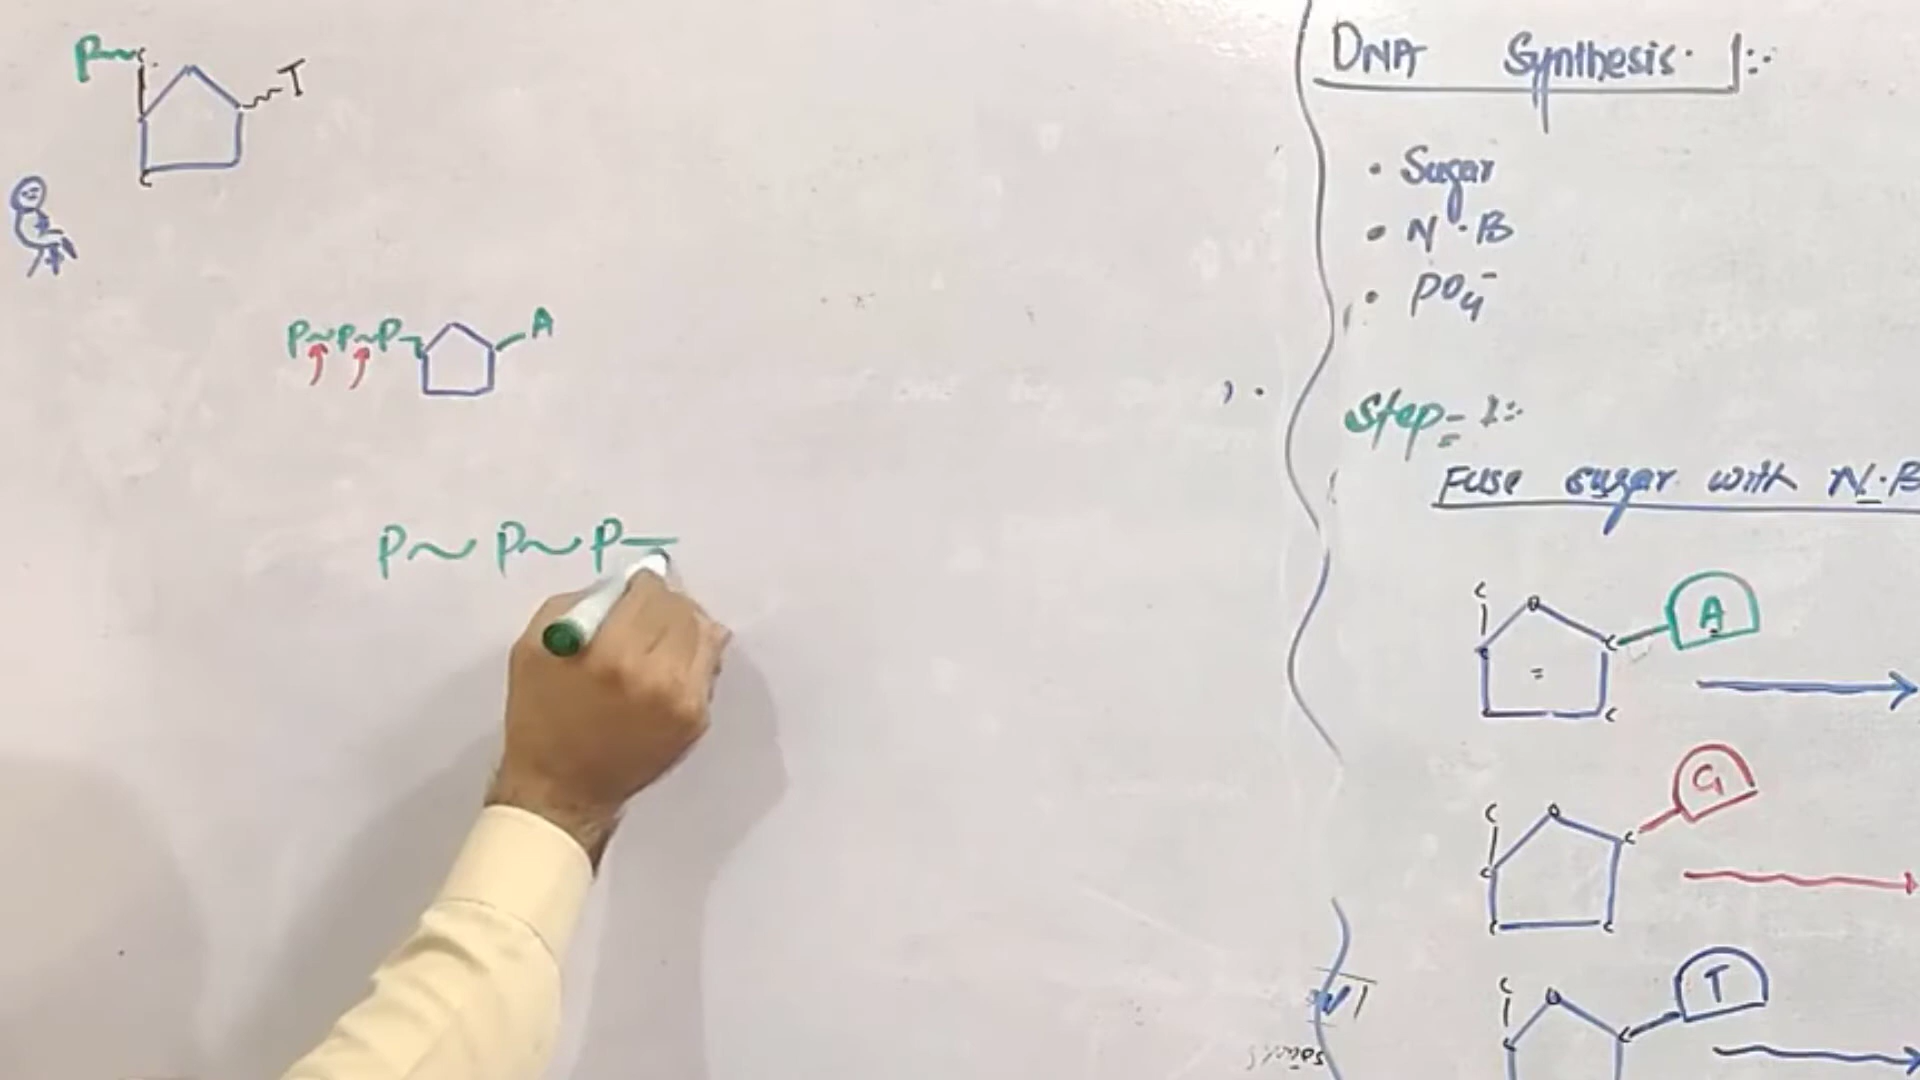 P~c
T
c
P~P~P
A
P~P~P—
DNA Synthesis :-
• Sugar
• N.B
• PO4-
Step-1:-
Fuse sugar with N.B
c
o
c
A
c
c
G
c
o
c
c
c
c
c
T
c
o
c
c